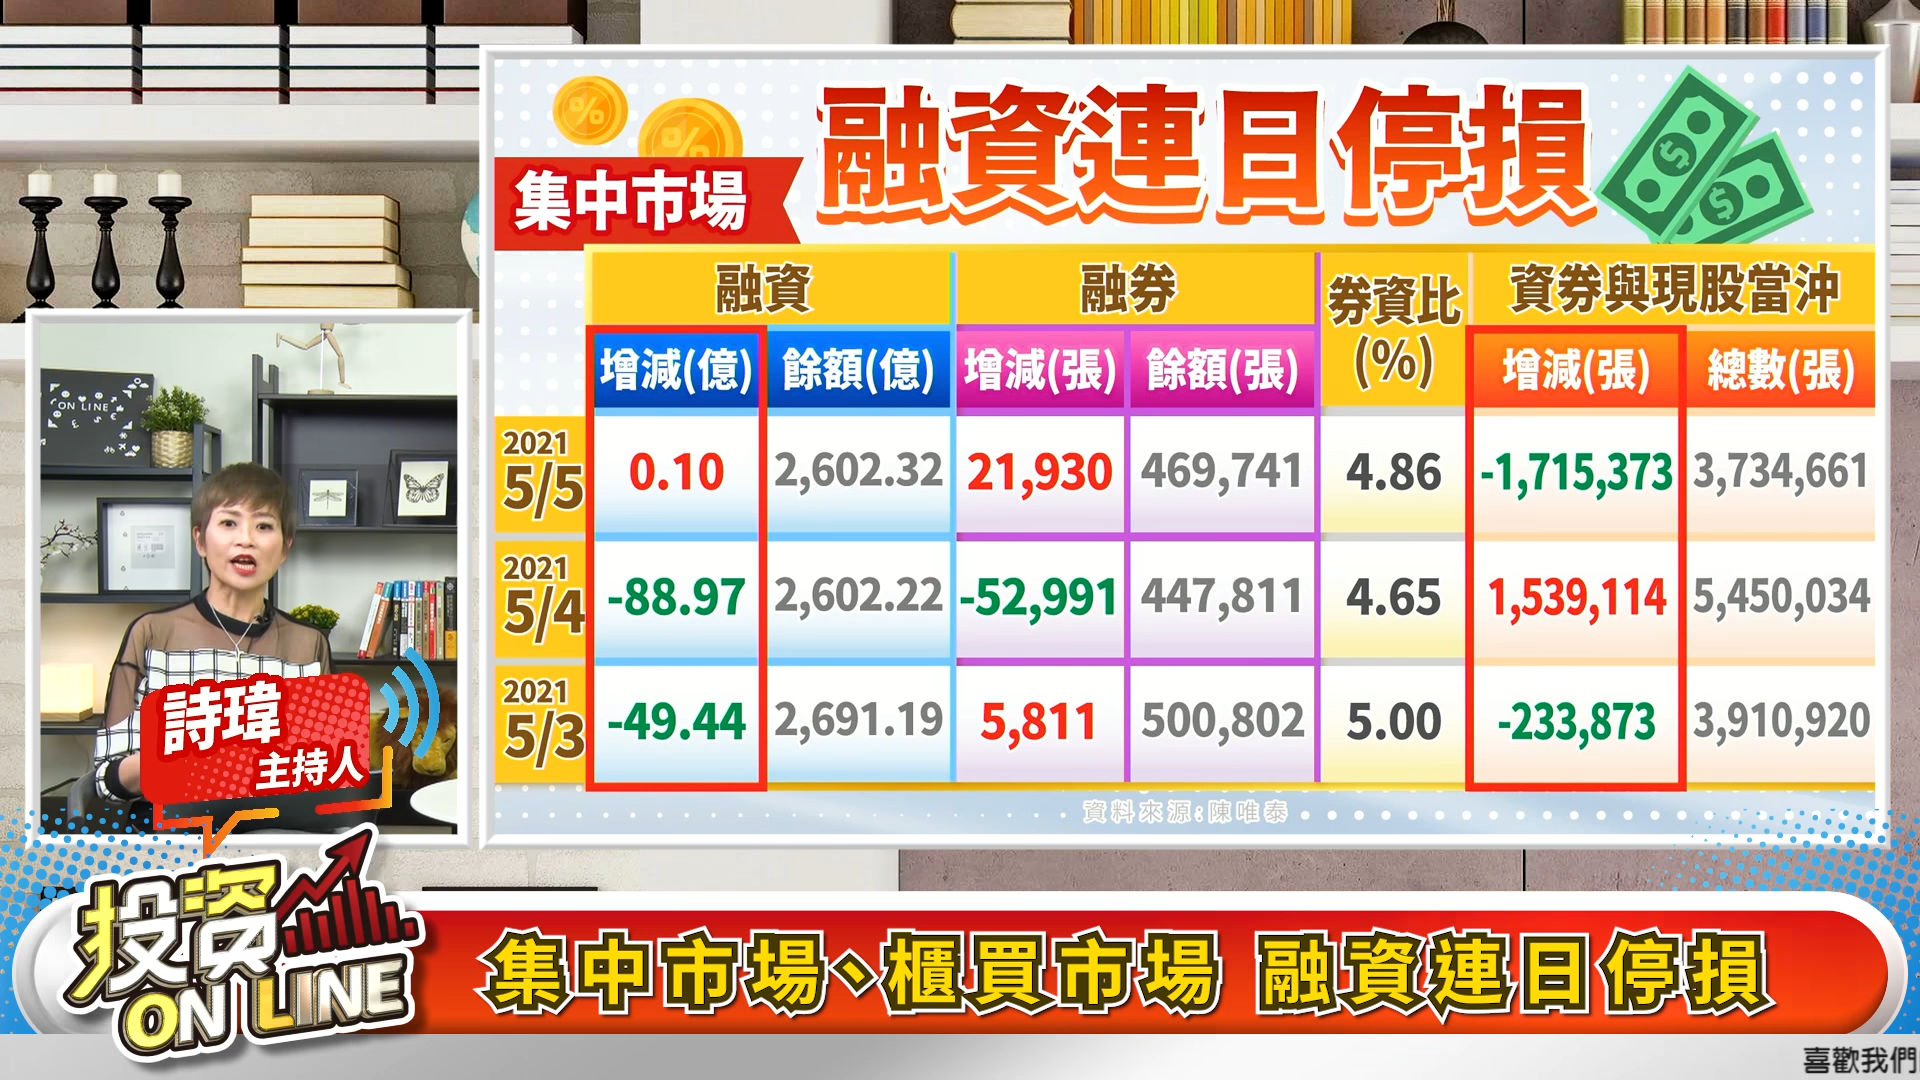 融資連日停損
集中市場
融資 融券 券資比(%) 資券與現股當沖
增減(億) 餘額(億) 增減(張) 餘額(張) 增減(張) 總數(張)
2021 5/5 0.10 2,602.32 21,930 469,741 4.86 -1,715,373 3,734,661
2021 5/4 -88.97 2,602.22 -52,991 447,811 4.65 1,539,114 5,450,034
2021 5/3 -49.44 2,691.19 5,811 500,802 5.00 -233,873 3,910,920
資料來源:陳唯泰
ON LINE
詩瑋
主持人
投資
ON LINE
集中市場、櫃買市場 融資連日停損
喜歡我們